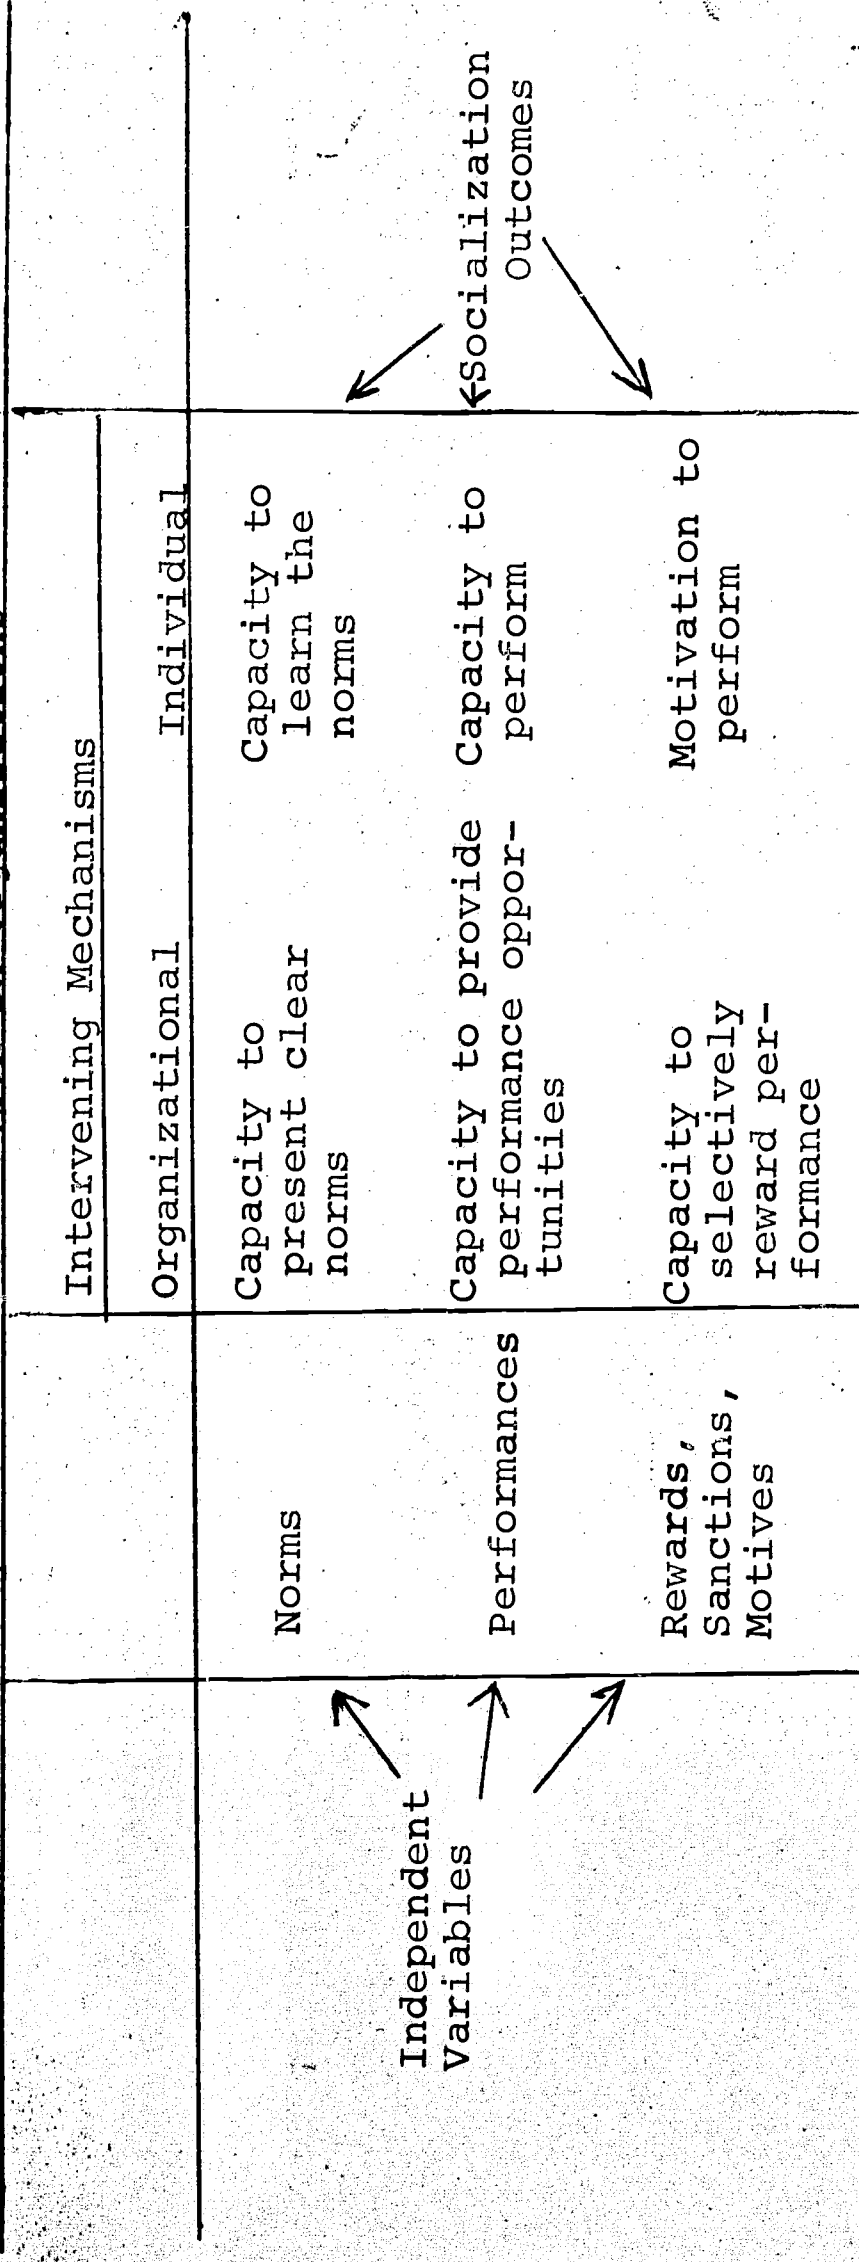 Intervening Mechanisms
Organizational Individual
Independent
Variables
Norms
Capacity to
present clear
norms
Capacity to
learn the
norms
Performances
Capacity to provide
performance oppor-
tunities
Capacity to
perform
Rewards,
Sanctions,
Motives
Capacity to
selectively
reward per-
formance
Motivation to
perform
Socialization
Outcomes